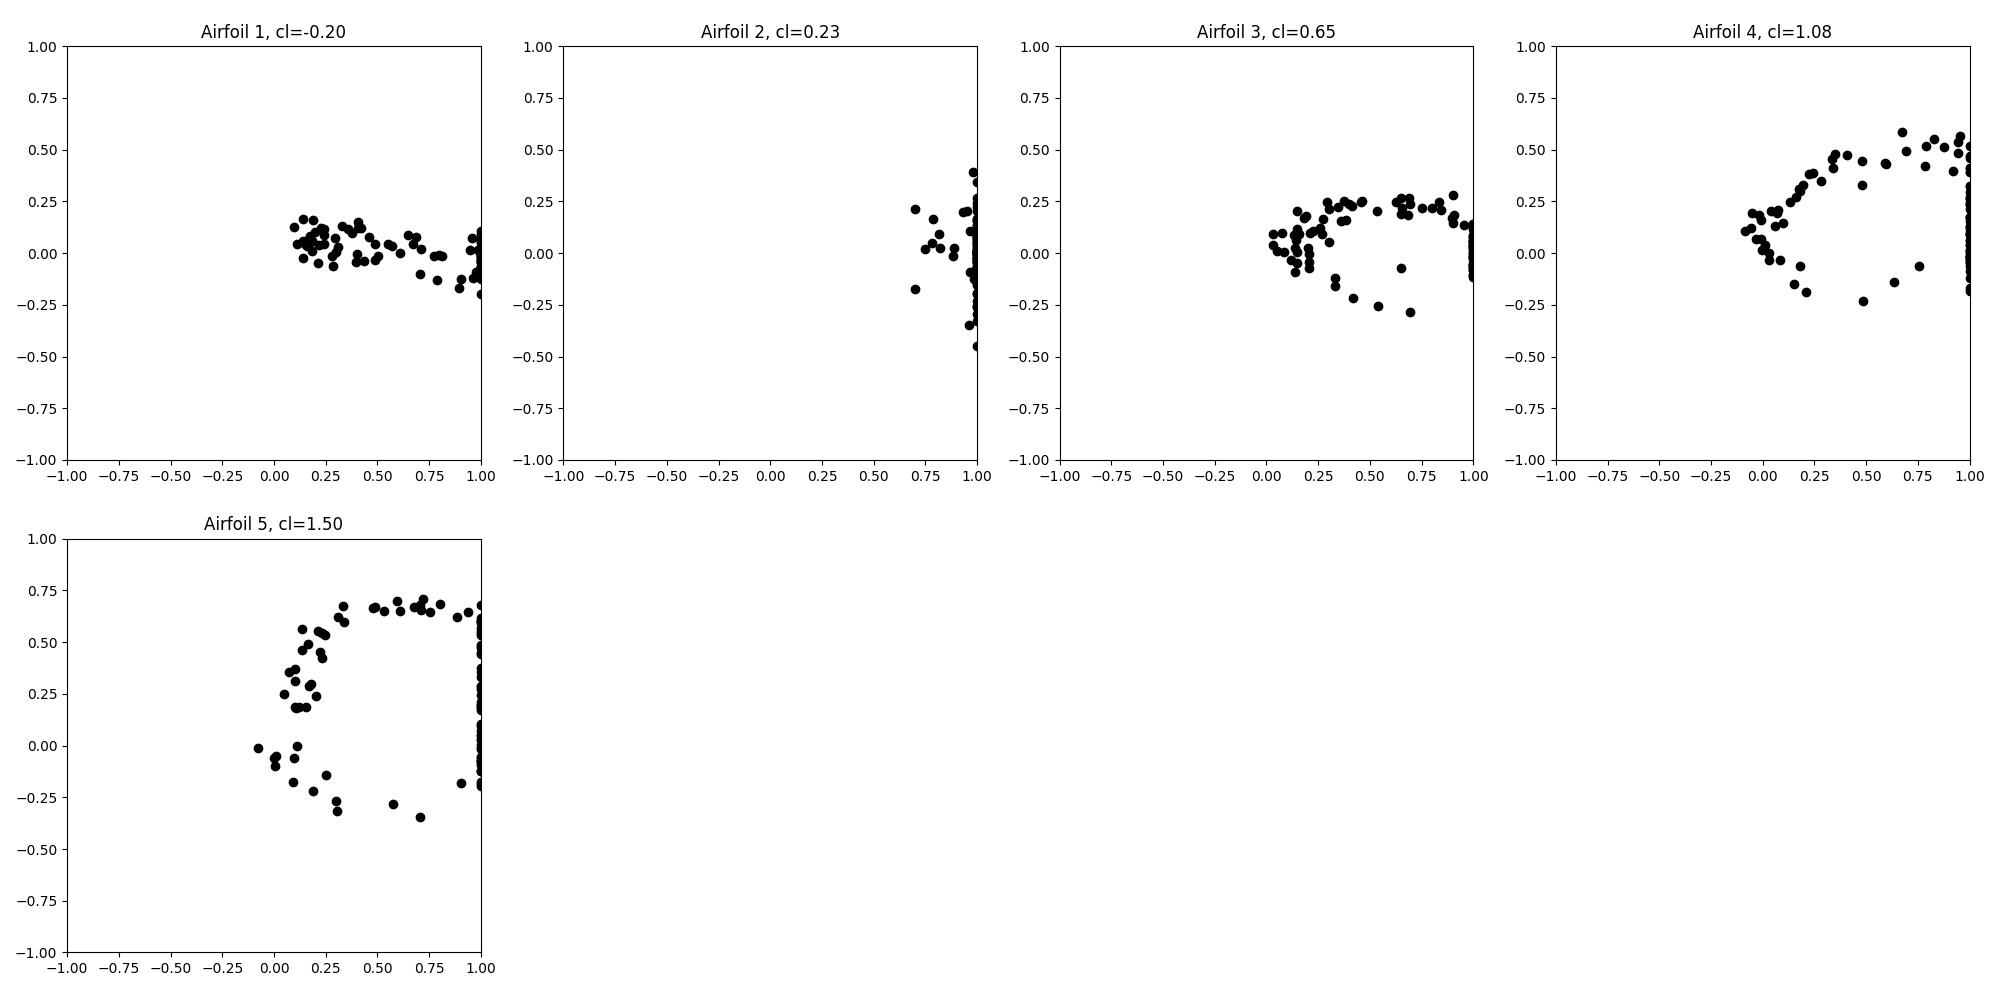 Airfoil 1, cl=-0.20
Airfoil 2, cl=0.23
Airfoil 3, cl=0.65
Airfoil 4, cl=1.08
1.00 1.00 1.00 1.00
0.75 0.75 0.75 0.75
0.50 0.50 0.50 0.50
0.25 0.25 0.25 0.25
0.00 0.00 0.00 0.00
−0.25 −0.25 −0.25 −0.25
−0.50 −0.50 −0.50 −0.50
−0.75 −0.75 −0.75 −0.75
−1.00 −1.00 −1.00 −1.00
−1.00 −0.75 −0.50 −0.25 0.00 0.25 0.50 0.75 1.00
−1.00 −0.75 −0.50 −0.25 0.00 0.25 0.50 0.75 1.00
−1.00 −0.75 −0.50 −0.25 0.00 0.25 0.50 0.75 1.00
−1.00 −0.75 −0.50 −0.25 0.00 0.25 0.50 0.75 1.00
Airfoil 5, cl=1.50
1.00
0.75
0.50
0.25
0.00
−0.25
−0.50
−0.75
−1.00
−1.00 −0.75 −0.50 −0.25 0.00 0.25 0.50 0.75 1.00